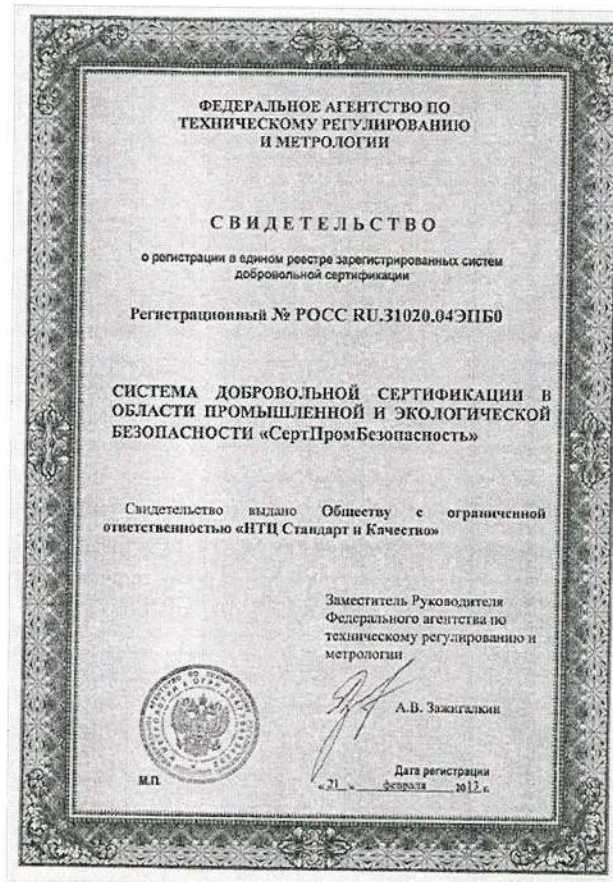 ФЕДЕРАЛЬНОЕ АГЕНТСТВО ПО
ТЕХНИЧЕСКОМУ РЕГУЛИРОВАНИЮ
И МЕТРОЛОГИИ
СВИДЕТЕЛЬСТВО
о регистрации в едином реестре зарегистрированных систем
добровольной сертификации
Регистрационный № РОСС RU.31020.04ЭПБ0
СИСТЕМА ДОБРОВОЛЬНОЙ СЕРТИФИКАЦИИ В
ОБЛАСТИ ПРОМЫШЛЕННОЙ И ЭКОЛОГИЧЕСКОЙ
БЕЗОПАСНОСТИ «СертПромБезопасность»
Свидетельство выдано Обществу с ограниченной
ответственностью «НТЦ Стандарт и Качество»
Заместитель Руководителя
Федерального агентства по
техническому регулированию и
метрологии
А.В. Зажигалкин
М.П.
Дата регистрации
«21» февраля 2013 г.